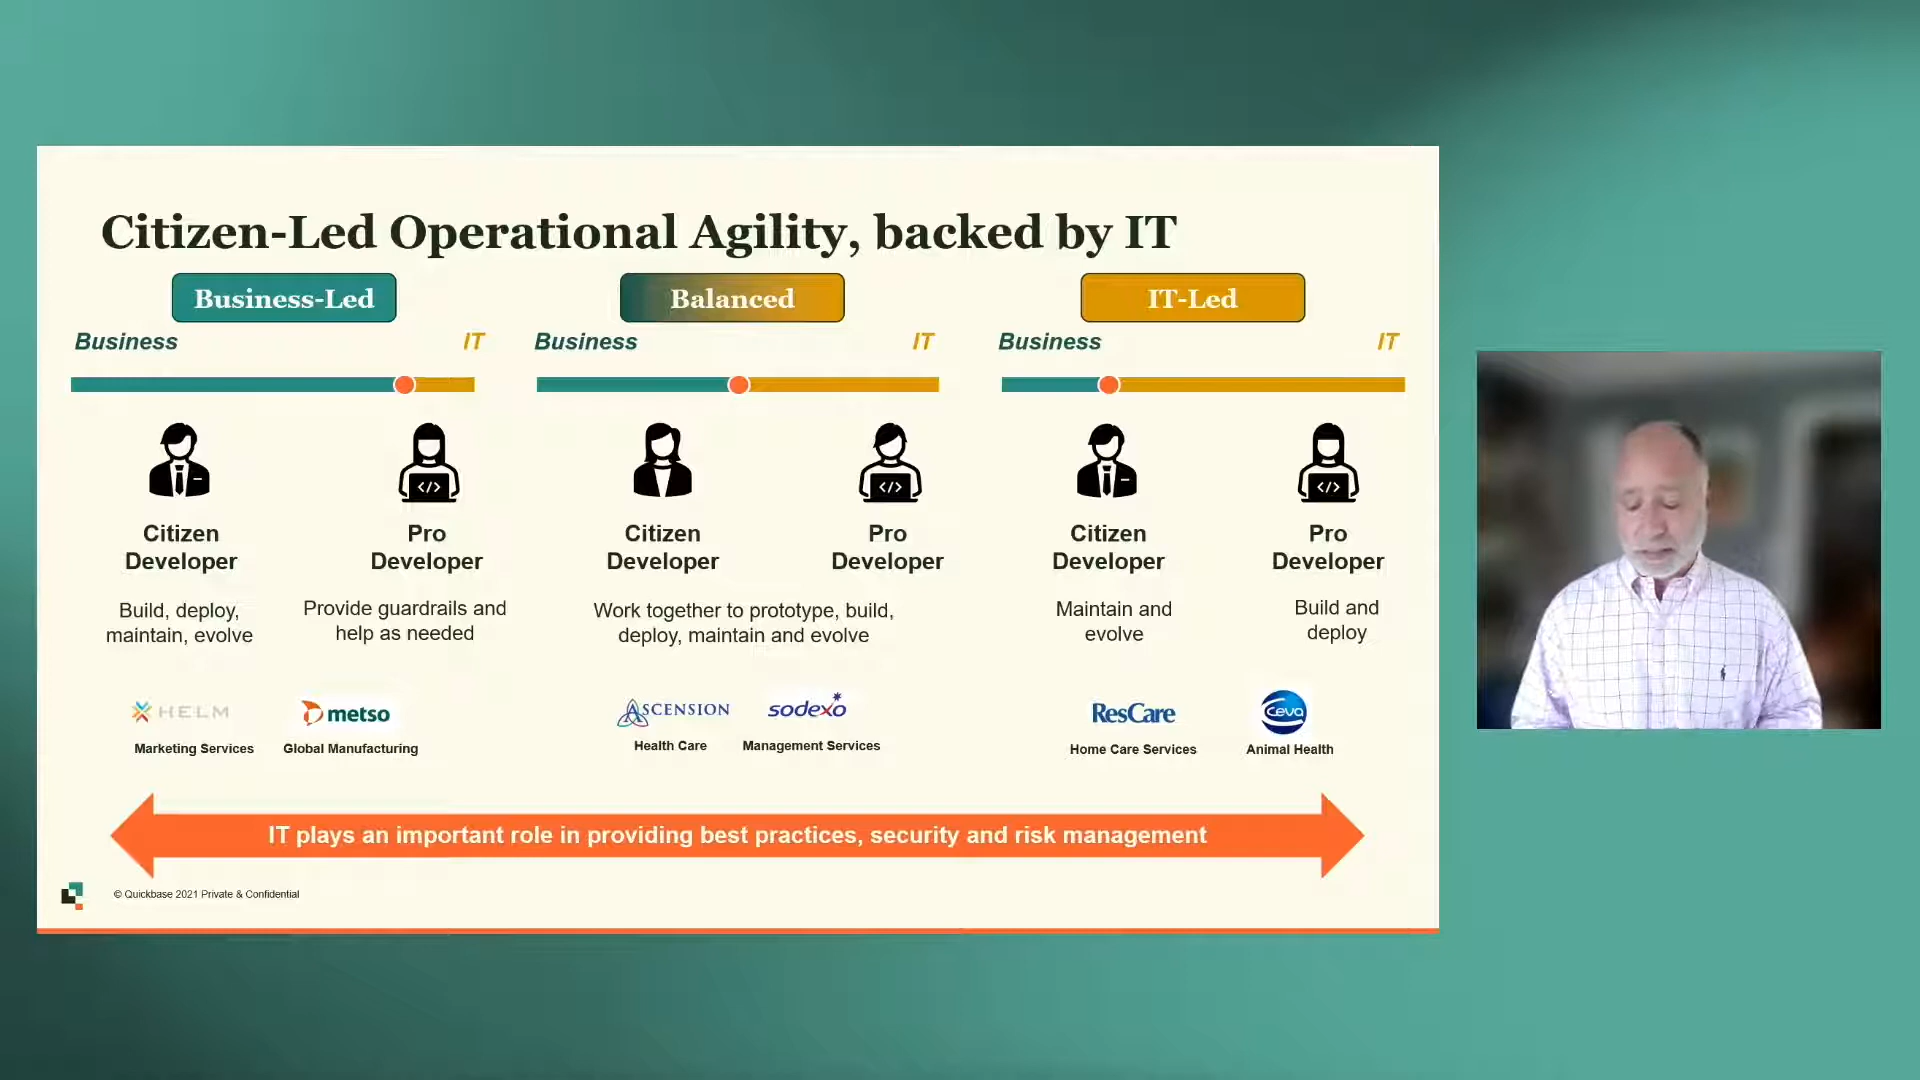 Citizen-Led Operational Agility, backed by IT
Business-Led
Balanced
IT-Led
Business
IT
Business
IT
Business
IT
</>
</>
</>
Citizen
Developer
Pro
Developer
Citizen
Developer
Pro
Developer
Citizen
Developer
Pro
Developer
Build, deploy,
maintain, evolve
Provide guardrails and
help as needed
Work together to prototype, build,
deploy, maintain and evolve
Maintain and
evolve
Build and
deploy
HELM
Marketing Services
metso
Global Manufacturing
ASCENSION
Health Care
sodexo
Management Services
ResCare
Home Care Services
ceva
Animal Health
IT plays an important role in providing best practices, security and risk management
© Quickbase 2021 Private & Confidential